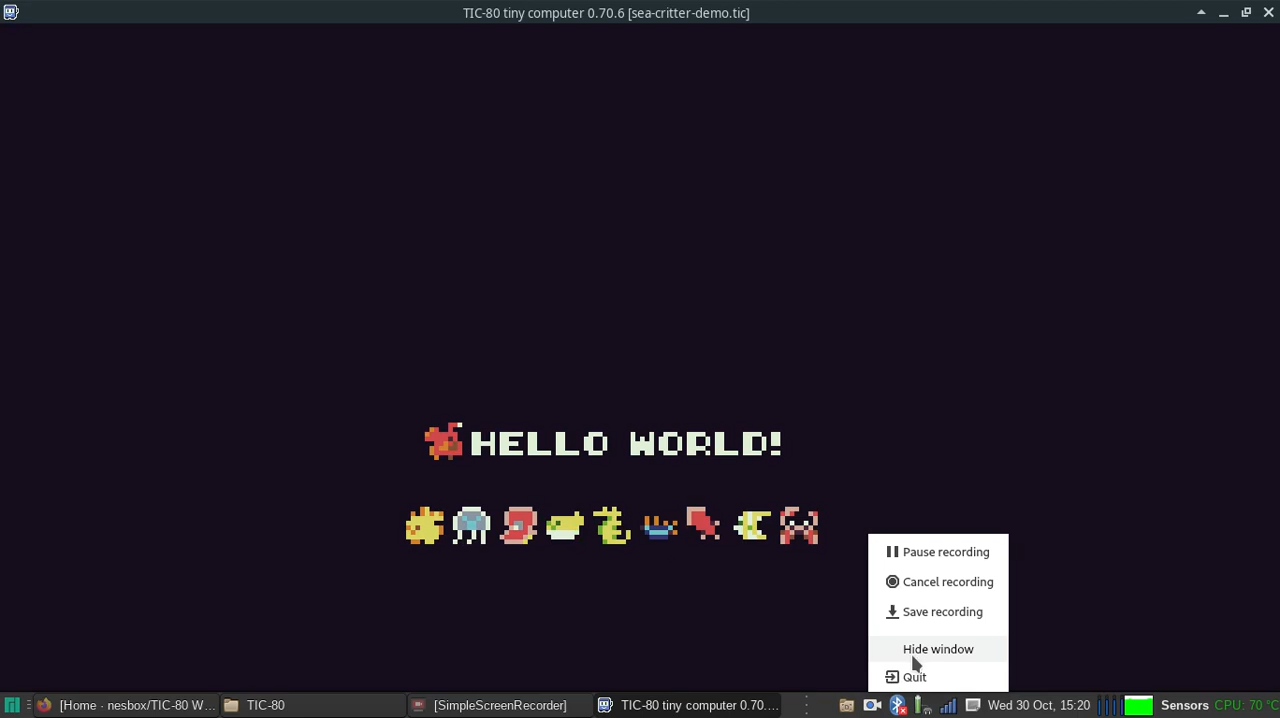 TIC-80 tiny computer 0.70.6 [sea-critter-demo.tic]
HELLO WORLD!
Pause recording
Cancel recording
Save recording
Hide window
Quit
[Home · nesbox/TIC-80 W... TIC-80 [SimpleScreenRecorder] TIC-80 tiny computer 0.70.... Wed 30 Oct, 15:20 Sensors CPU: 70 °C